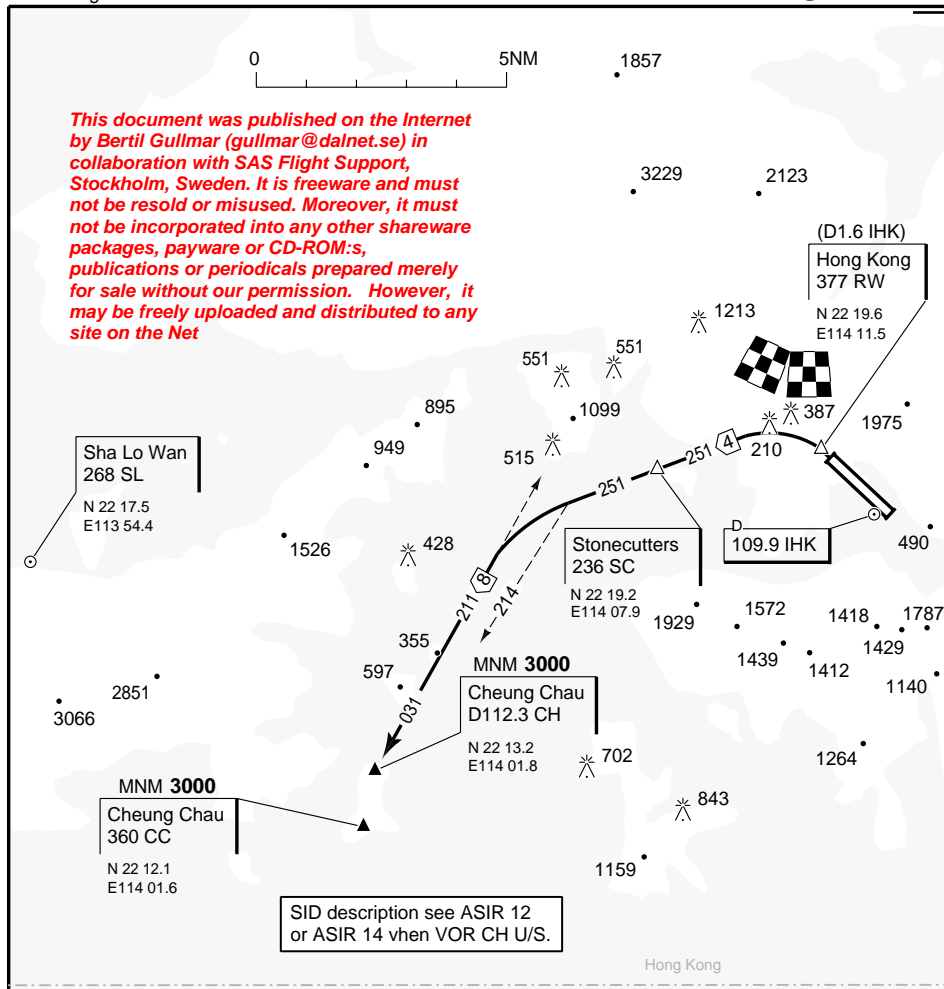 0
5NM
1857
This document was published on the Internet
by Bertil Gullmar (gullmar@dalnet.se) in
collaboration with SAS Flight Support,
Stockholm, Sweden. It is freeware and must
not be resold or misused. Moreover, it must
not be incorporated into any other shareware
packages, payware or CD-ROM:s,
publications or periodicals prepared merely
for sale without our permission. However, it
may be freely uploaded and distributed to any
site on the Net
3229
2123
(D1.6 IHK)
Hong Kong
377 RW
N 22 19.6
E114 11.5
1213
551
551
387
1975
895
1099
949
515
210
4
251
251
Sha Lo Wan
268 SL
N 22 17.5
E113 54.4
D
109.9 IHK
490
1526
428
Stonecutters
236 SC
N 22 19.2
E114 07.9
8
211
214
1929
1572
1418
1787
1439
1412
1429
1140
355
597
031
MNM 3000
Cheung Chau
D112.3 CH
N 22 13.2
E114 01.8
2851
3066
1264
702
MNM 3000
Cheung Chau
360 CC
N 22 12.1
E114 01.6
843
1159
SID description see ASIR 12
or ASIR 14 vhen VOR CH U/S.
Hong Kong